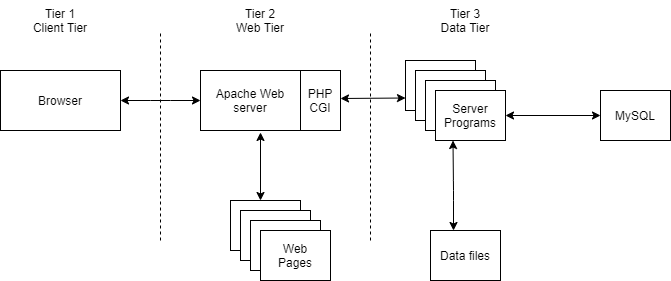 Tier 1
Client Tier
Tier 2
Web Tier
Tier 3
Data Tier
Browser
Apache Web
server
PHP
CGI
Server
Programs
MySQL
Web
Pages
Data files